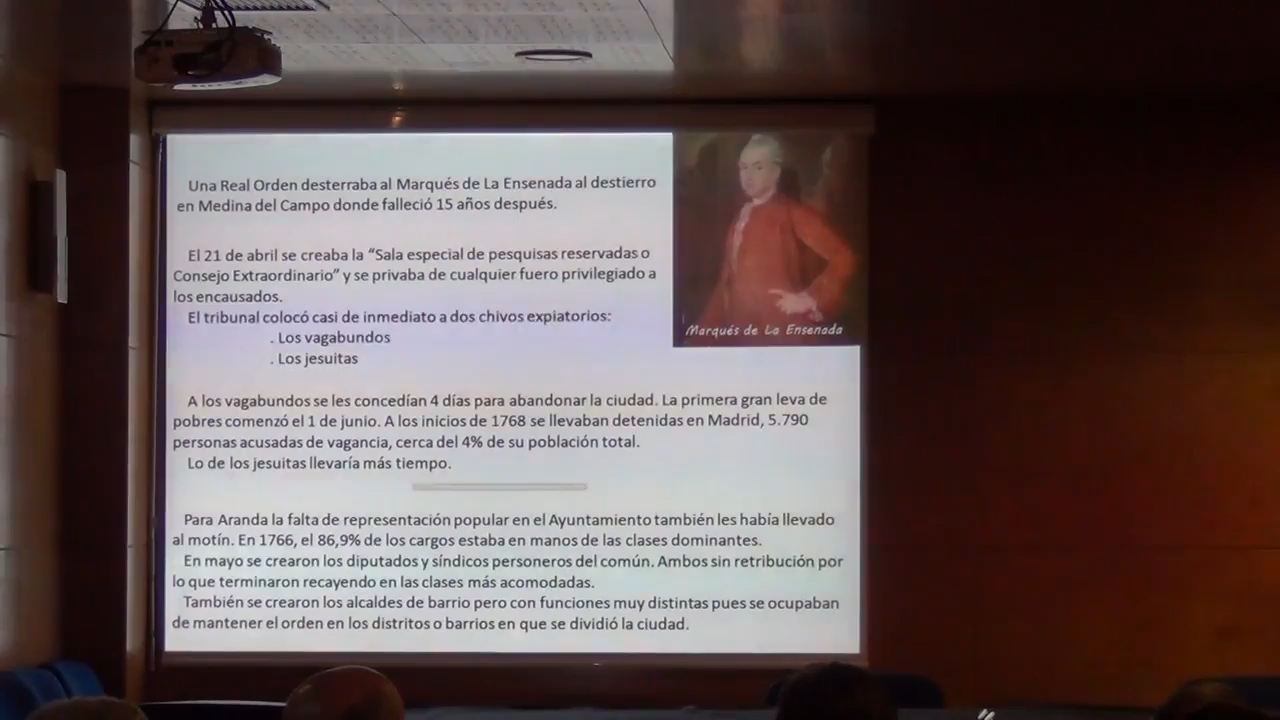 Una Real Orden desterraba al Marqués de La Ensenada al destierro
en Medina del Campo donde falleció 15 años después.
El 21 de abril se creaba la “Sala especial de pesquisas reservadas o
Consejo Extraordinario” y se privaba de cualquier fuero privilegiado a
los encausados.
El tribunal colocó casi de inmediato a dos chivos expiatorios:
. Los vagabundos
. Los jesuitas
Marqués de La Ensenada
A los vagabundos se les concedían 4 días para abandonar la ciudad. La primera gran leva de
pobres comenzó el 1 de junio. A los inicios de 1768 se llevaban detenidas en Madrid, 5.790
personas acusadas de vagancia, cerca del 4% de su población total.
Lo de los jesuitas llevaría más tiempo.
Para Aranda la falta de representación popular en el Ayuntamiento también les había llevado
al motín. En 1766, el 86,9% de los cargos estaba en manos de las clases dominantes.
En mayo se crearon los diputados y síndicos personeros del común. Ambos sin retribución por
lo que terminaron recayendo en las clases más acomodadas.
También se crearon los alcaldes de barrio pero con funciones muy distintas pues se ocupaban
de mantener el orden en los distritos o barrios en que se dividió la ciudad.